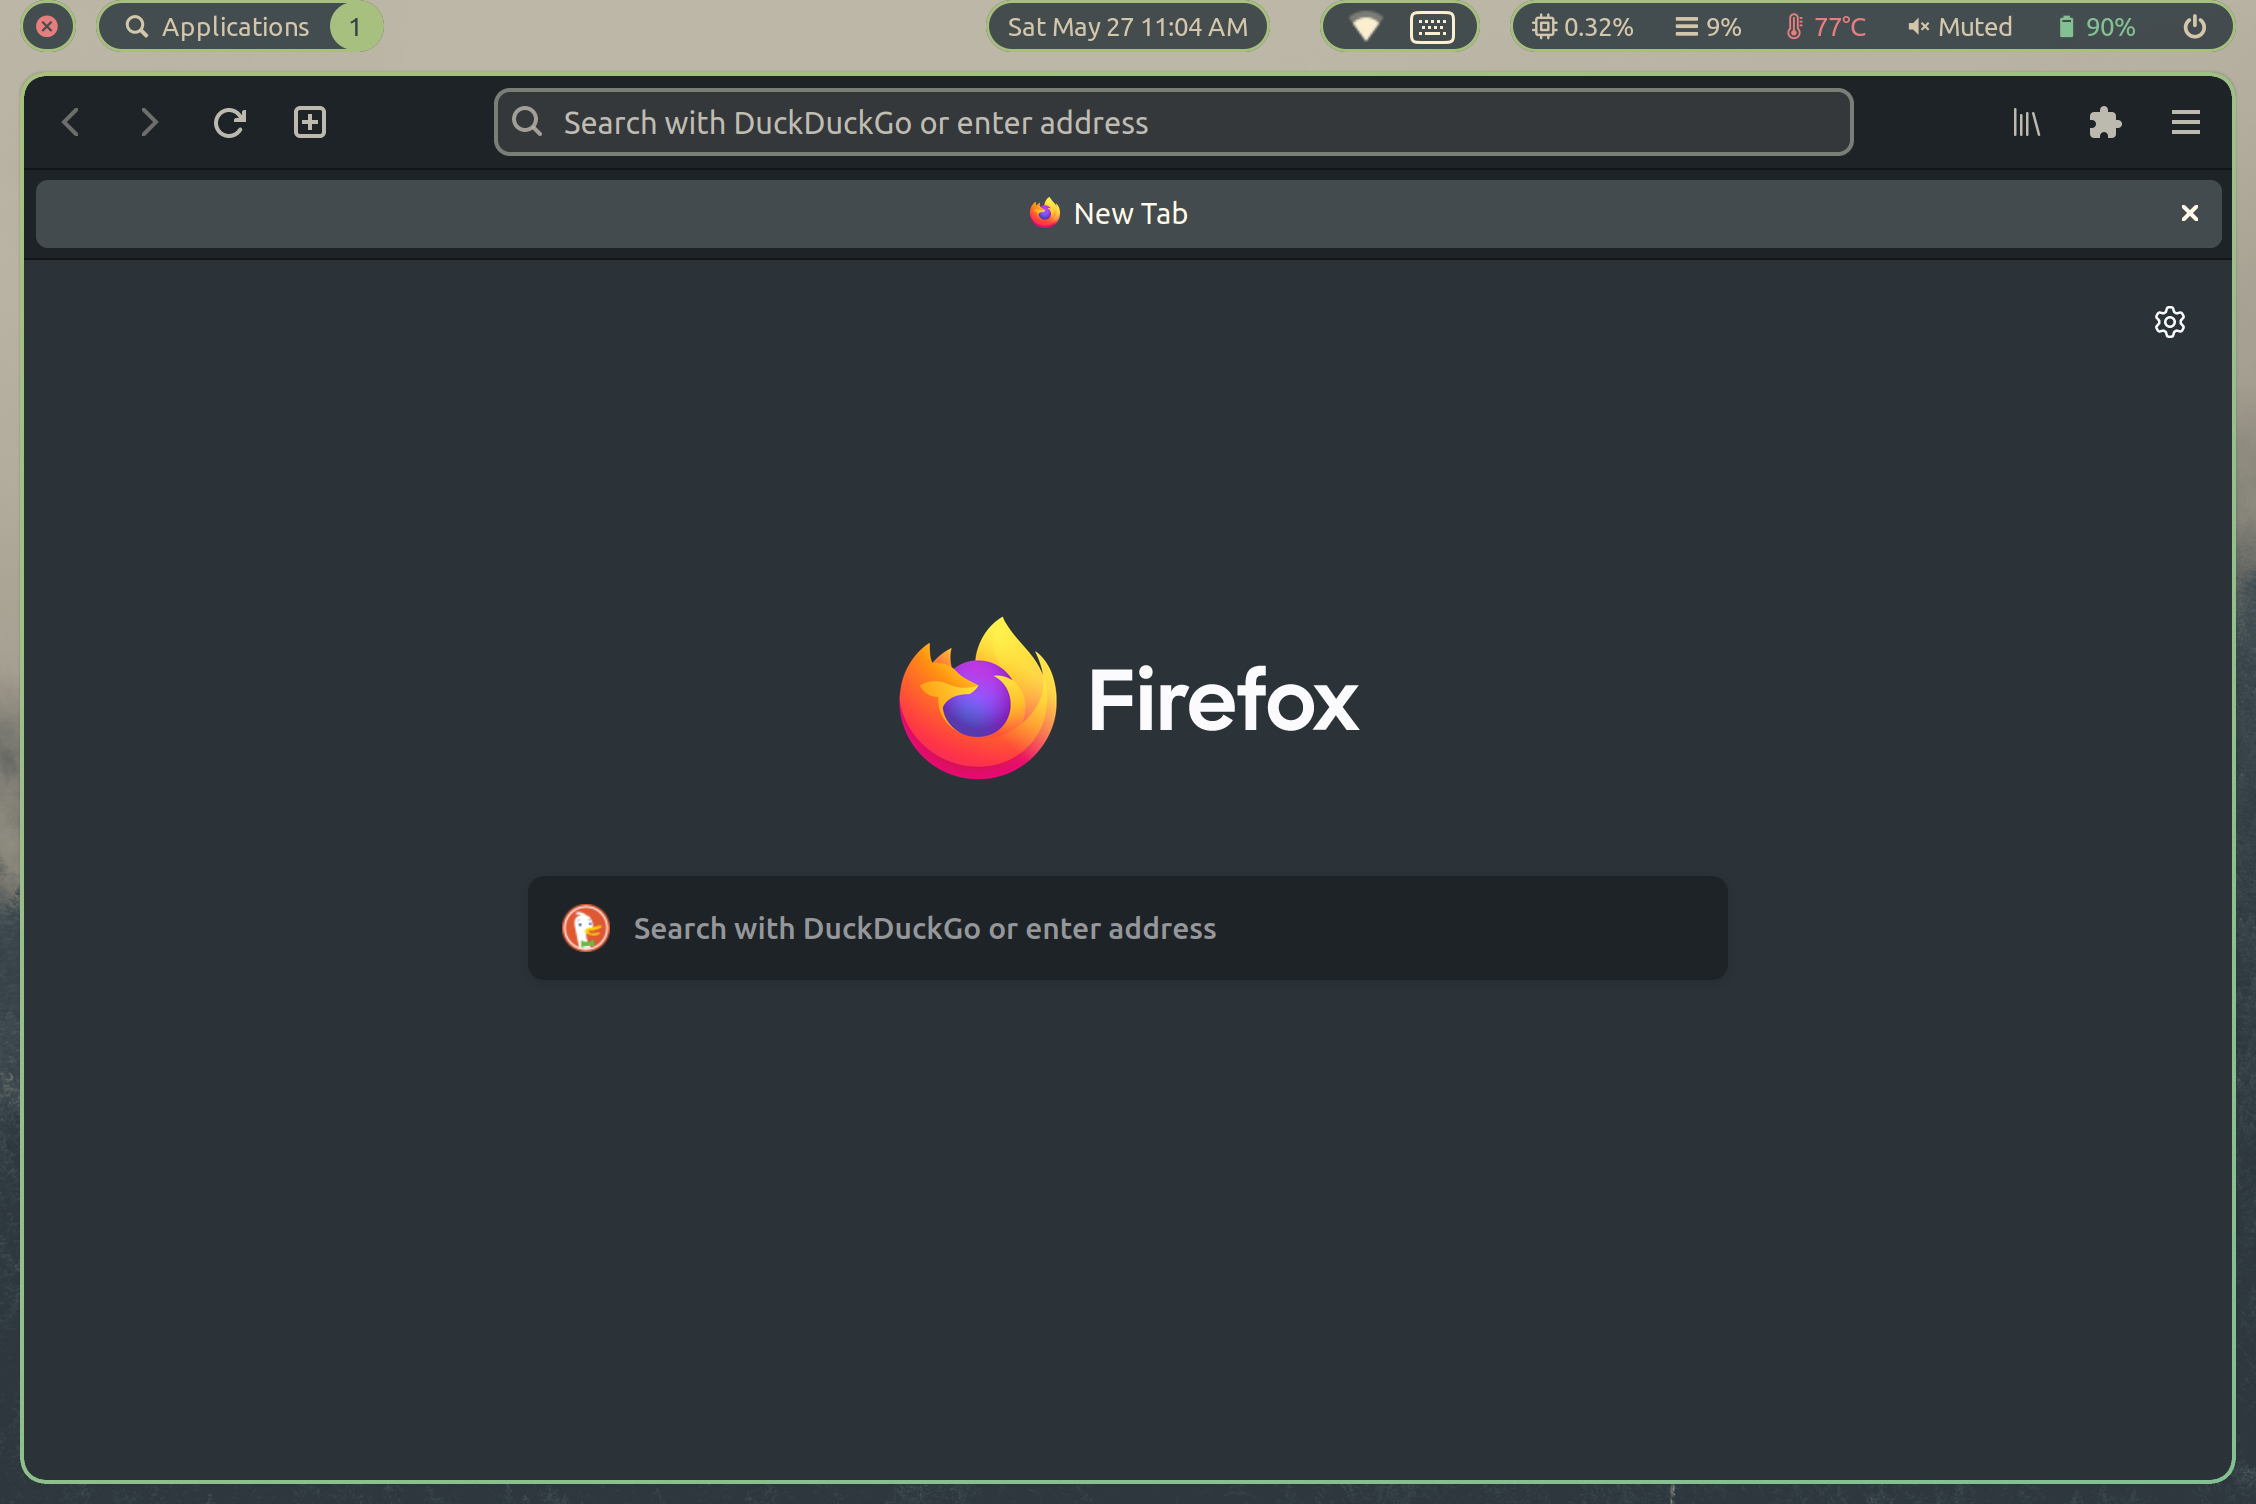 Applications 1
Sat May 27 11:04 AM
0.32% 9% 77°C Muted 90%
Search with DuckDuckGo or enter address
New Tab
Firefox
Search with DuckDuckGo or enter address